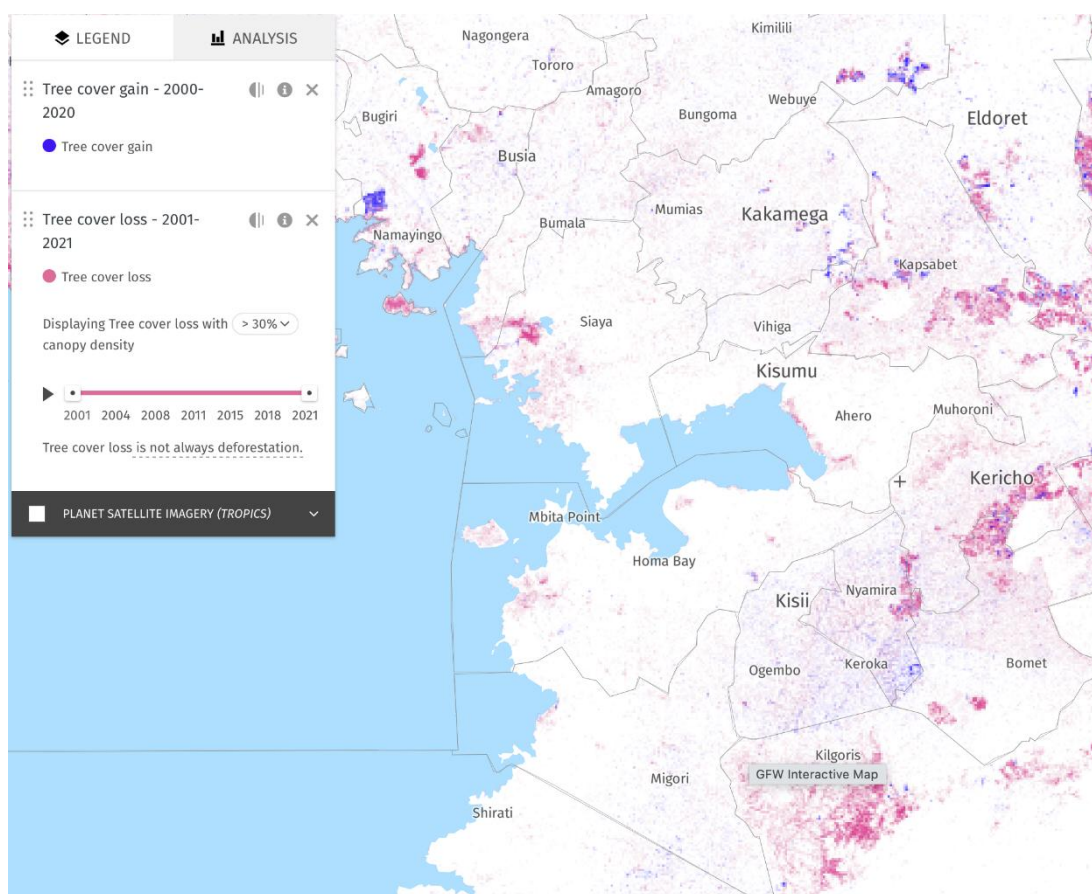 LEGEND
ANALYSIS
Tree cover gain - 2000-
2020
Tree cover gain
Tree cover loss - 2001-
2021
Tree cover loss
Displaying Tree cover loss with > 30%
canopy density
2001 2004 2008 2011 2015 2018 2021
Tree cover loss is not always deforestation.
PLANET SATELLITE IMAGERY (TROPICS)
Nagongera
Kimilili
Tororo
Amagoro
Webuye
Bugiri
Bungoma
Eldoret
Busia
Mumias
Kakamega
Bumala
Namayingo
Kapsabet
Siaya
Vihiga
Kisumu
Ahero
Muhoroni
Kericho
Mbita Point
Homa Bay
Nyamira
Kisii
Ogembo
Keroka
Bomet
Kilgoris
GFW Interactive Map
Migori
Shirati